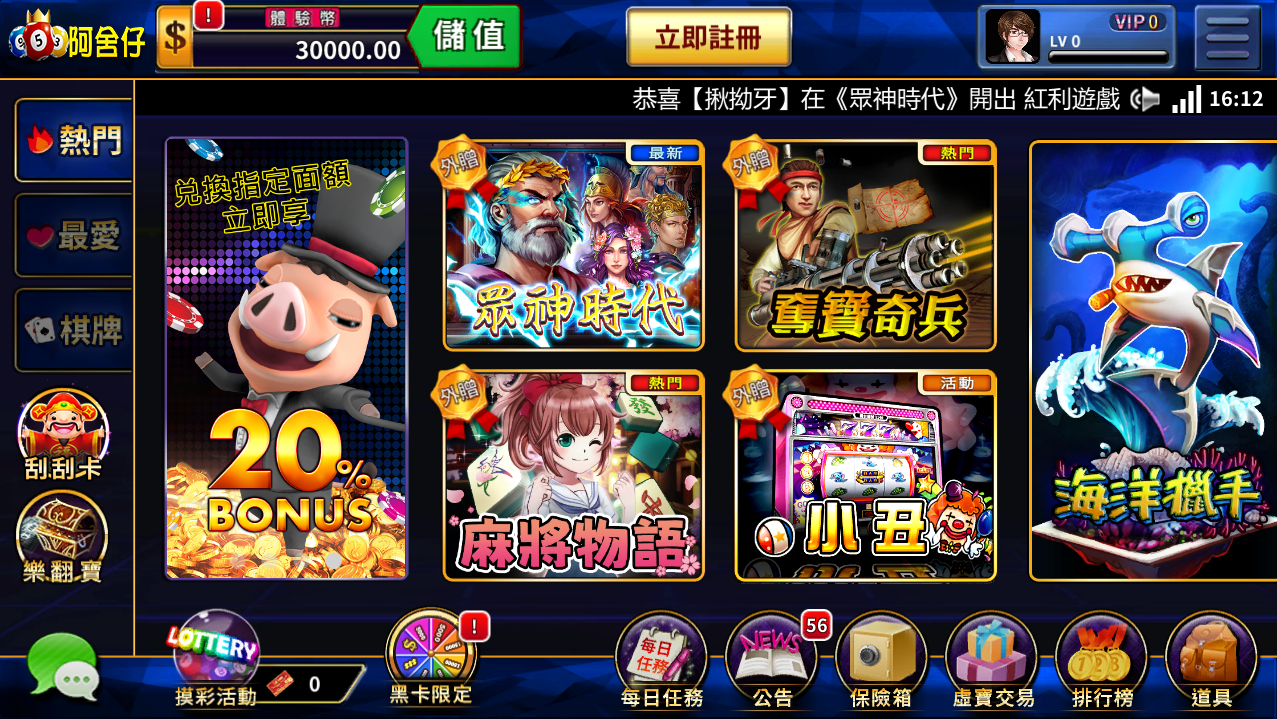 阿舍仔
$
!
體驗幣
30000.00
儲值
立即註冊
VIP 0
LV 0
恭喜【揪拗牙】在《眾神時代》開出 紅利遊戲
16:12
熱門
最愛
棋牌
刮刮卡
樂翻寶
兌換指定面額
立即享
20%
BONUS
外贈
最新
眾神時代
外贈
熱門
奪寶奇兵
外贈
熱門
麻將物語
外贈
活動
小丑
海洋獵手
LOTTERY
摸彩活動
0
!
黑卡限定
每日
任務
每日任務
NEWS
56
公告
保險箱
虛寶交易
123
排行榜
道具